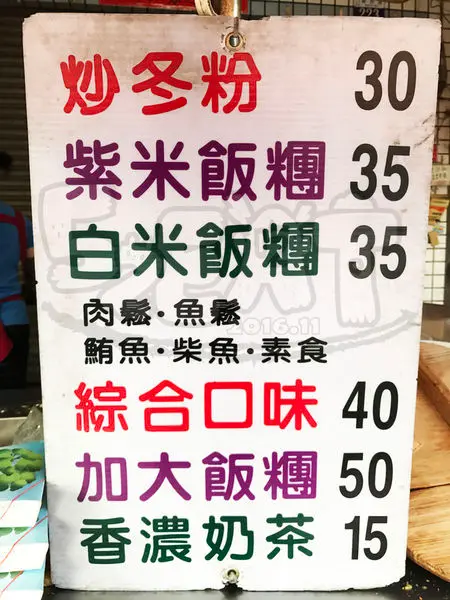 炒冬粉 30
紫米飯糰 35
白米飯糰 35
肉鬆·魚鬆
2016.11
鮪魚·柴魚·素食
綜合口味 40
加大飯糰 50
香濃奶茶 15